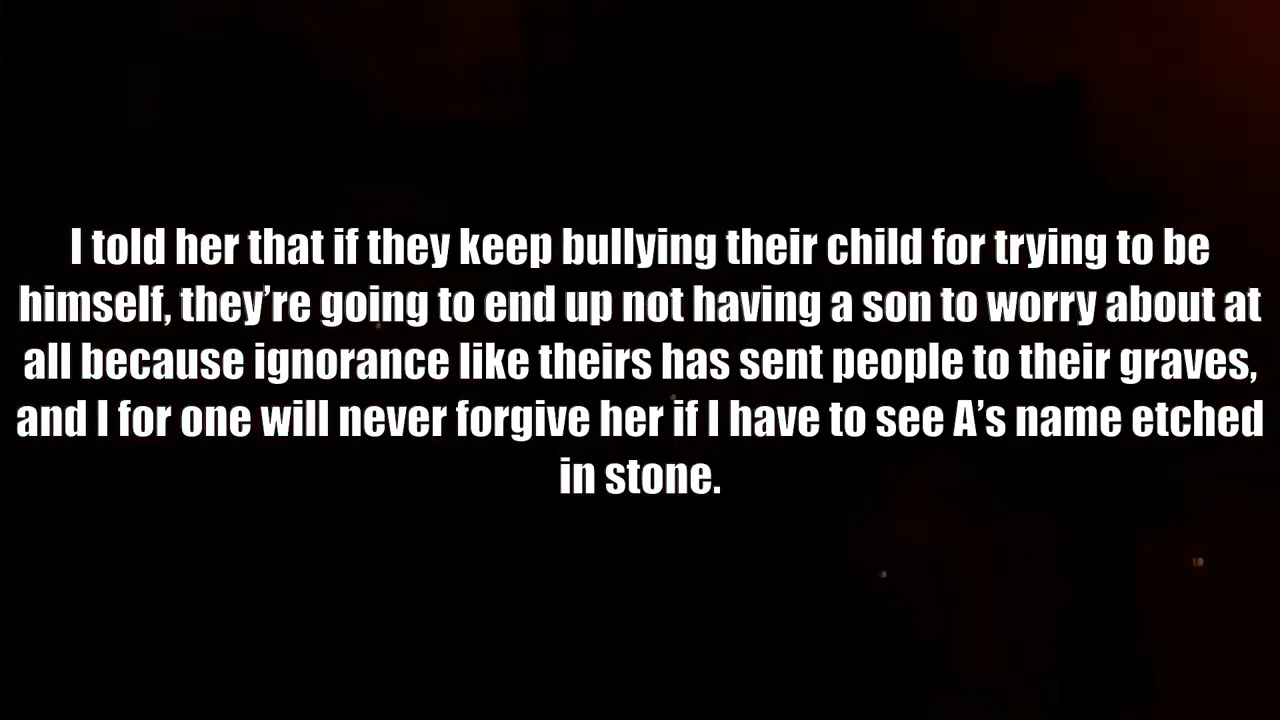 I told her that if they keep bullying their child for trying to be
himself, they’re going to end up not having a son to worry about at
all because ignorance like theirs has sent people to their graves,
and I for one will never forgive her if I have to see A’s name etched
in stone.